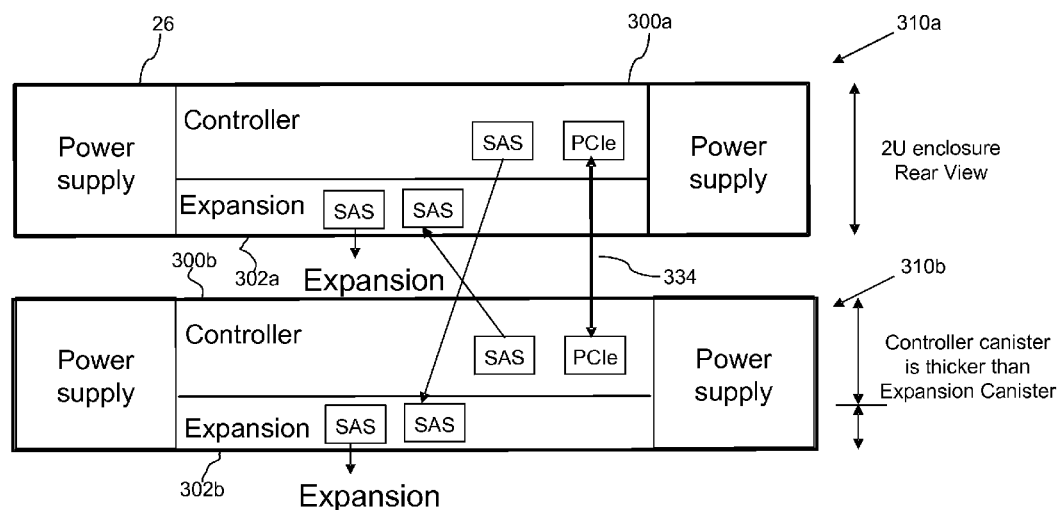 26
300a
310a
Power
supply
Controller
SAS
PCIe
Power
supply
2U enclosure
Rear View
Expansion
SAS
SAS
302a
300b
Expansion
334
310b
Power
supply
Controller
SAS
PCIe
Power
supply
Controller canister
is thicker than
Expansion Canister
Expansion
SAS
SAS
302b
Expansion